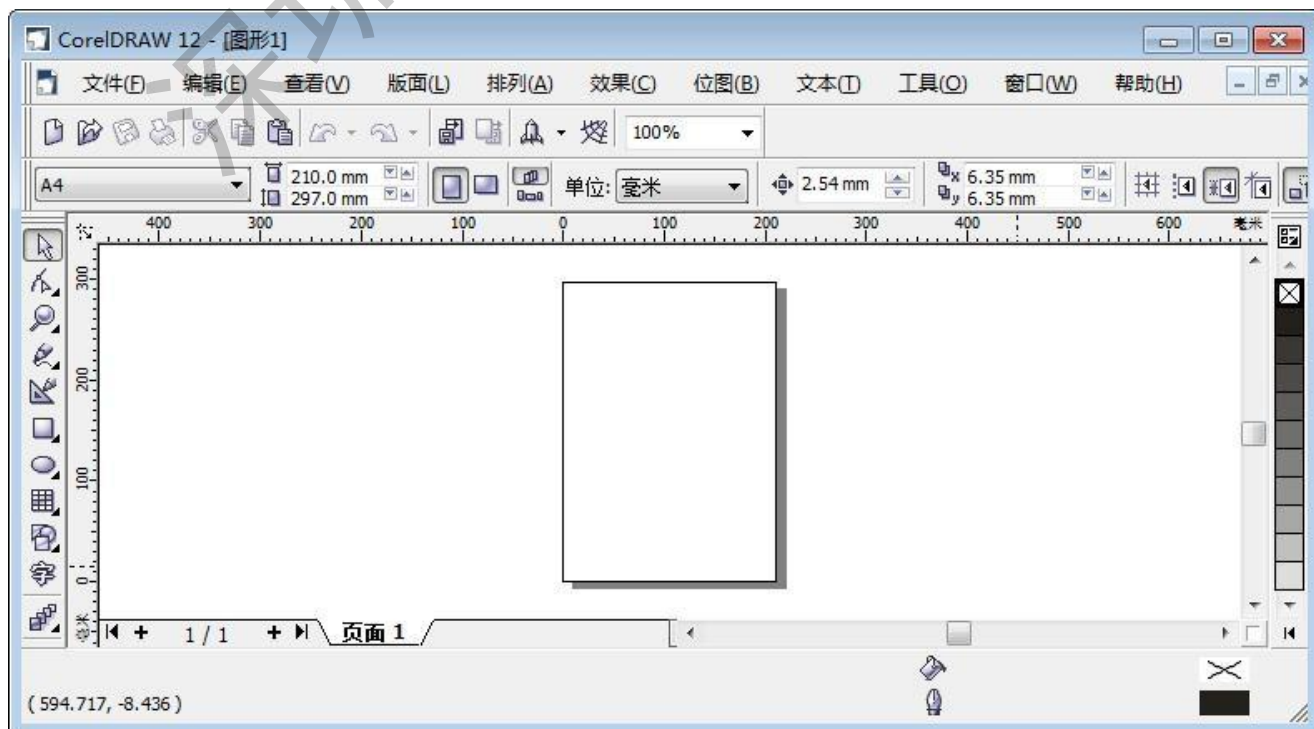 CorelDRAW 12 - [图形1]
文件(F) 编辑(E) 查看(V) 版面(L) 排列(A) 效果(C) 位图(B) 文本(T) 工具(O) 窗口(W) 帮助(H)
100%
A4 210.0 mm 297.0 mm 单位: 毫米 2.54 mm x 6.35 mm y 6.35 mm
400 300 200 100 0 100 200 300 400 500 600 毫米
300
200
100
0
毫米
字
1 / 1 页面 1
( 594.717, -8.436 )